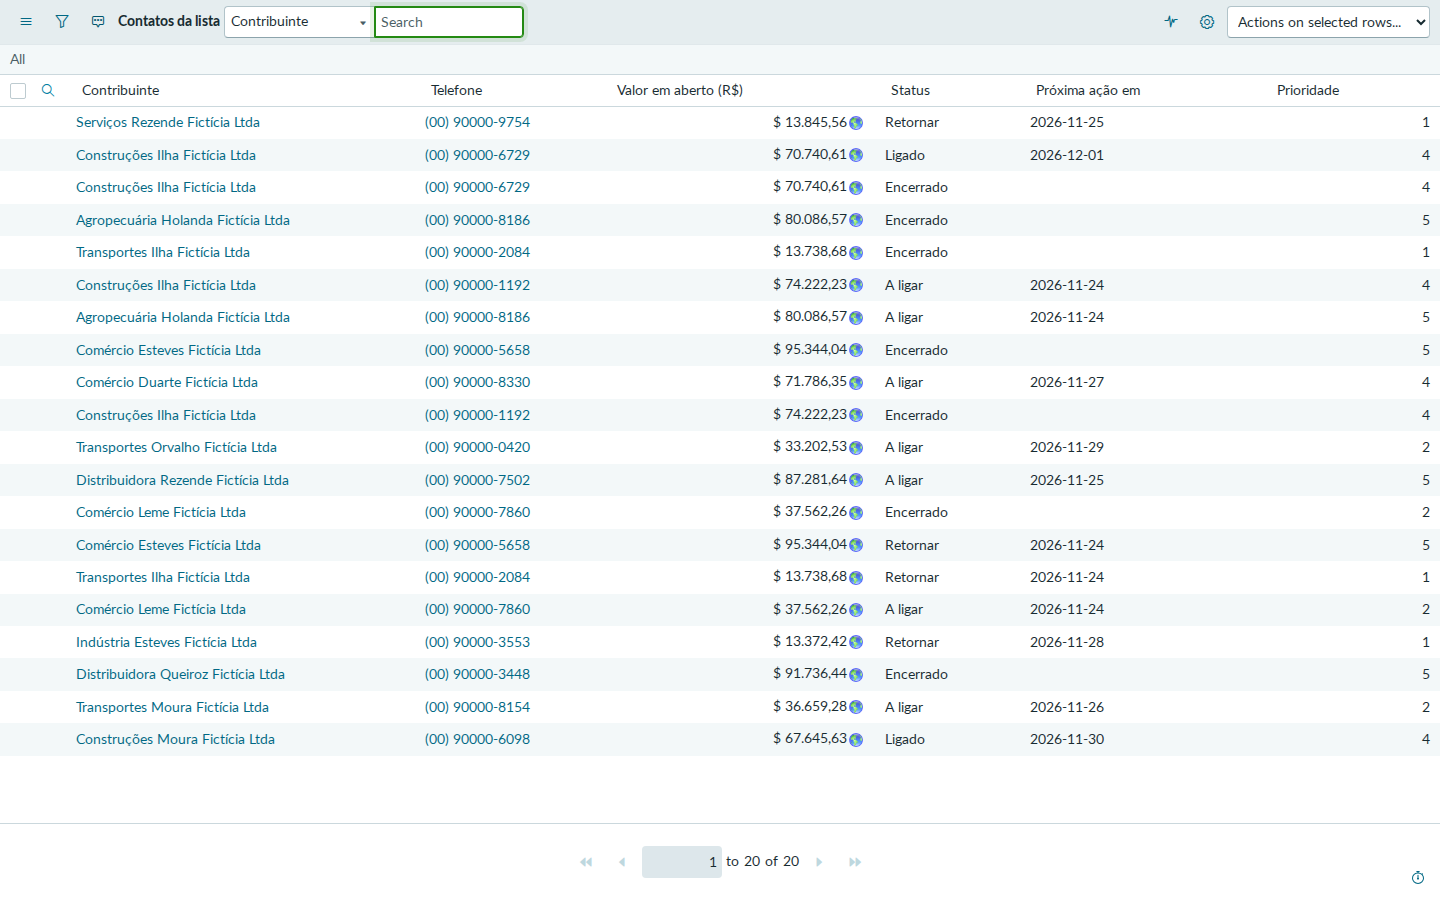 Contatos da lista Contribuinte Search Actions on selected rows...
All
Contribuinte Telefone Valor em aberto (R$) Status Próxima ação em Prioridade
Serviços Rezende Fictícia Ltda (00) 90000-9754 $ 13.845,56 Retornar 2026-11-25 1
Construções Ilha Fictícia Ltda (00) 90000-6729 $ 70.740,61 Ligado 2026-12-01 4
Construções Ilha Fictícia Ltda (00) 90000-6729 $ 70.740,61 Encerrado 4
Agropecuária Holanda Fictícia Ltda (00) 90000-8186 $ 80.086,57 Encerrado 5
Transportes Ilha Fictícia Ltda (00) 90000-2084 $ 13.738,68 Encerrado 1
Construções Ilha Fictícia Ltda (00) 90000-1192 $ 74.222,23 A ligar 2026-11-24 4
Agropecuária Holanda Fictícia Ltda (00) 90000-8186 $ 80.086,57 A ligar 2026-11-24 5
Comércio Esteves Fictícia Ltda (00) 90000-5658 $ 95.344,04 Encerrado 5
Comércio Duarte Fictícia Ltda (00) 90000-8330 $ 71.786,35 A ligar 2026-11-27 4
Construções Ilha Fictícia Ltda (00) 90000-1192 $ 74.222,23 Encerrado 4
Transportes Orvalho Fictícia Ltda (00) 90000-0420 $ 33.202,53 A ligar 2026-11-29 2
Distribuidora Rezende Fictícia Ltda (00) 90000-7502 $ 87.281,64 A ligar 2026-11-25 5
Comércio Leme Fictícia Ltda (00) 90000-7860 $ 37.562,26 Encerrado 2
Comércio Esteves Fictícia Ltda (00) 90000-5658 $ 95.344,04 Retornar 2026-11-24 5
Transportes Ilha Fictícia Ltda (00) 90000-2084 $ 13.738,68 Retornar 2026-11-24 1
Comércio Leme Fictícia Ltda (00) 90000-7860 $ 37.562,26 A ligar 2026-11-24 2
Indústria Esteves Fictícia Ltda (00) 90000-3553 $ 13.372,42 Retornar 2026-11-28 1
Distribuidora Queiroz Fictícia Ltda (00) 90000-3448 $ 91.736,44 Encerrado 5
Transportes Moura Fictícia Ltda (00) 90000-8154 $ 36.659,28 A ligar 2026-11-26 2
Construções Moura Fictícia Ltda (00) 90000-6098 $ 67.645,63 Ligado 2026-11-30 4
1 to 20 of 20